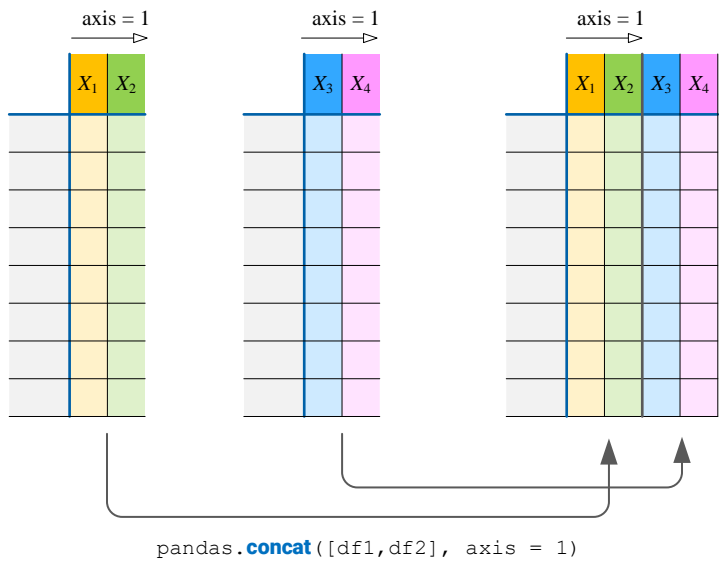 axis = 1
axis = 1
axis = 1
X₁ X₂
X₃ X₄
X₁ X₂ X₃ X₄
pandas.concat([df1,df2], axis = 1)